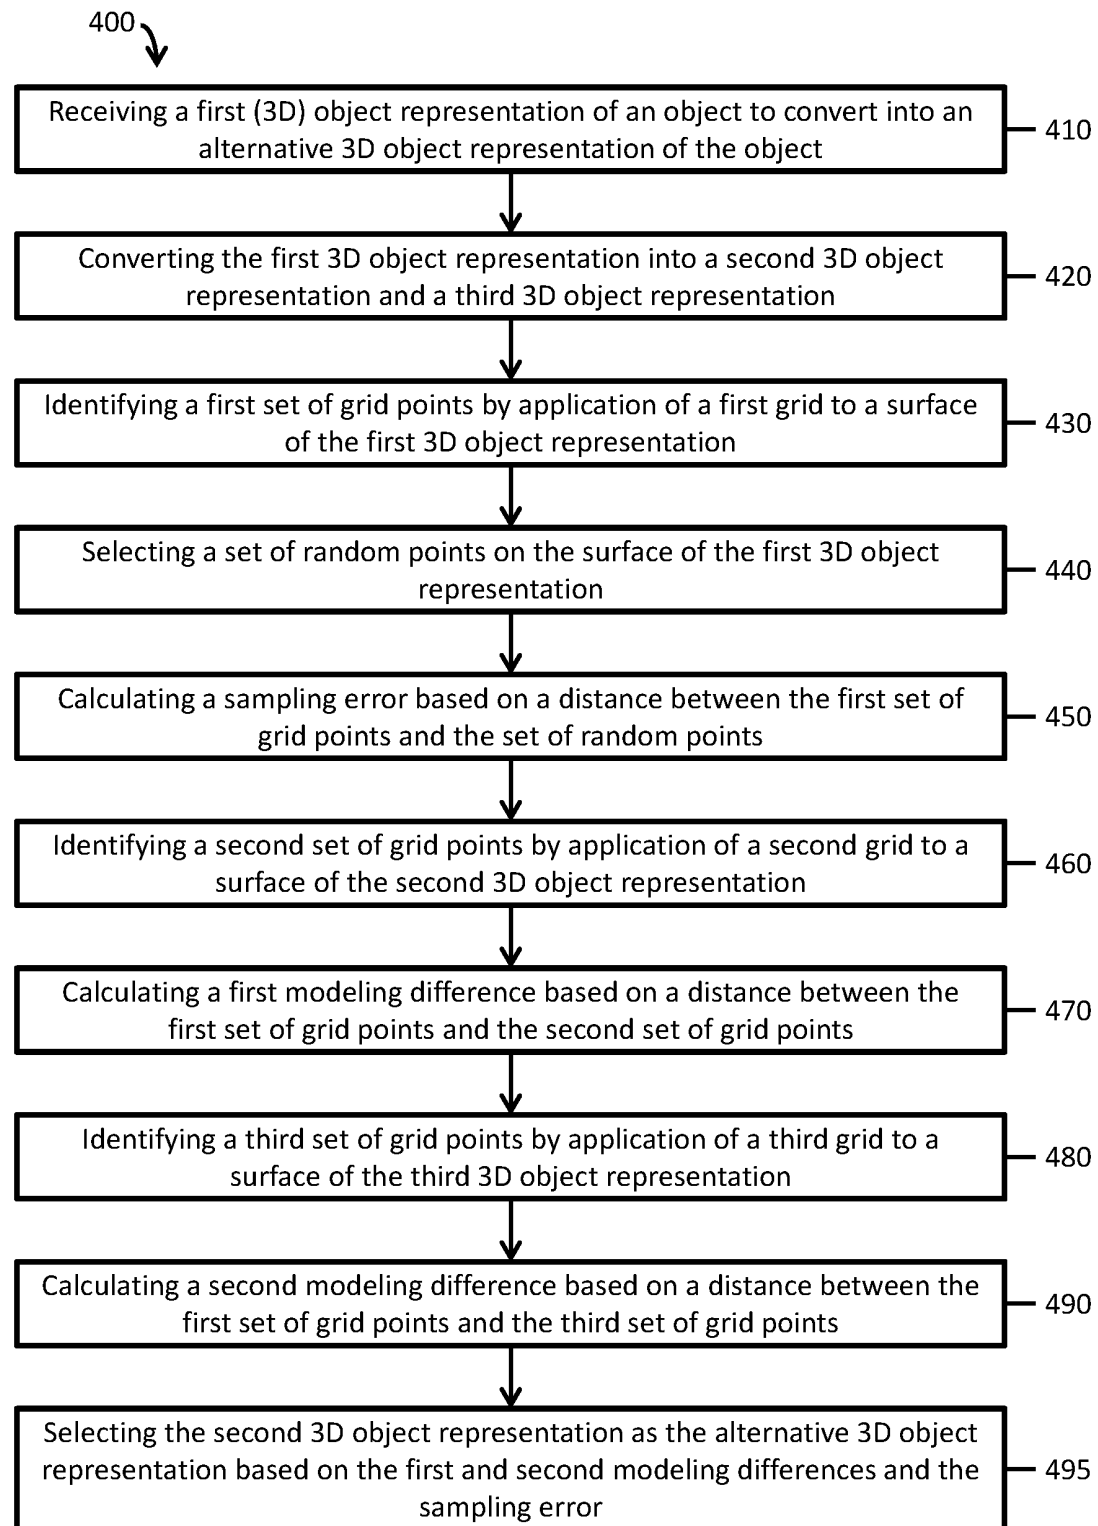 400
Receiving a first (3D) object representation of an object to convert into an
alternative 3D object representation of the object
410
Converting the first 3D object representation into a second 3D object
representation and a third 3D object representation
420
Identifying a first set of grid points by application of a first grid to a surface
of the first 3D object representation
430
Selecting a set of random points on the surface of the first 3D object
representation
440
Calculating a sampling error based on a distance between the first set of
grid points and the set of random points
450
Identifying a second set of grid points by application of a second grid to a
surface of the second 3D object representation
460
Calculating a first modeling difference based on a distance between the
first set of grid points and the second set of grid points
470
Identifying a third set of grid points by application of a third grid to a
surface of the third 3D object representation
480
Calculating a second modeling difference based on a distance between the
first set of grid points and the third set of grid points
490
Selecting the second 3D object representation as the alternative 3D object
representation based on the first and second modeling differences and the
sampling error
495